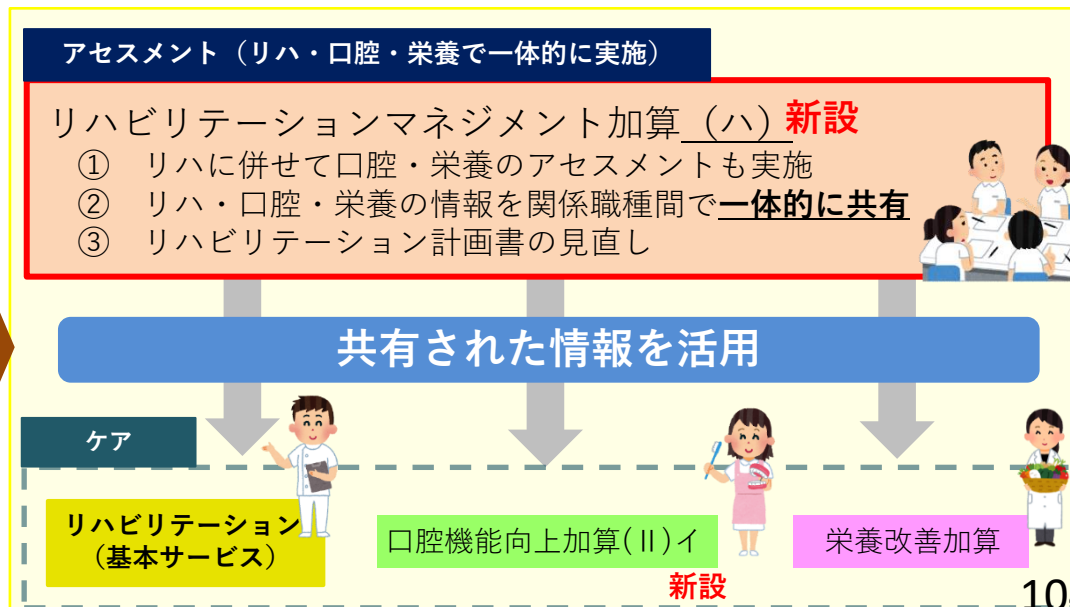 アセスメント（リハ・口腔・栄養で一体的に実施）
リハビリテーションマネジメント加算（ハ）新設
① リハに併せて口腔・栄養のアセスメントも実施
② リハ・口腔・栄養の情報を関係職種間で一体的に共有
③ リハビリテーション計画書の見直し
共有された情報を活用
ケア
リハビリテーション
（基本サービス）
口腔機能向上加算(Ⅱ)イ
新設
栄養改善加算